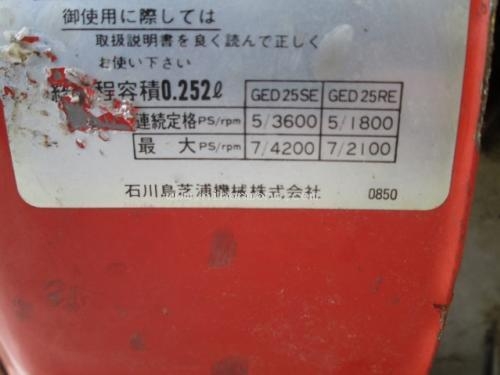 御使用に際しては
取扱説明書を良く読んで正しく
お使い下さい
程容積0.252ℓ
GED25SE GED25RE
連続定格PS/rpm 5/3600 5/1800
最 大PS/rpm 7/4200 7/2100
石川島芝浦機械株式会社 0850